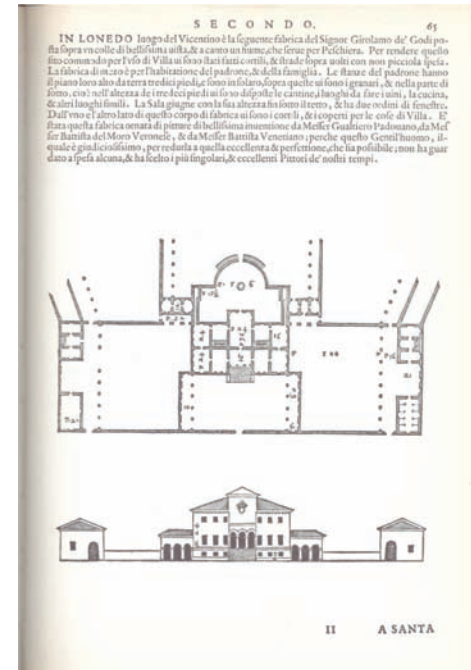 SECONDO. 65
IN LONEDO luogo del Vicentino è la seguente fabrica del Signor Girolamo de' Godi po-
sta sopra vn colle di bellissima uista, & a canto un fiume, che serue per Peschiera. Per rendere questo
sito commodo per l'vso di Villa ui sono stati fatti cortili, & strade sopra uolti con non picciola spesa.
La fabrica di mezo è per l'habitatione del padrone, & della famiglia. Le stanze del padrone hanno
il piano loro alto da terra tredici piedi, e sono in solaro, sopra queste ui sono i granari, & nella parte di
sotto, cioè nell'altezza de i tredeci piedi ui sono disposte le cantine, i luoghi da fare i uini, la cucina,
& altri luoghi simili. La Sala giugne con la sua altezza fin sotto il tetto, & ha due ordini di fenestre.
Dall'vno e l'altro lato di questo corpo di fabrica ui sono i cortili, & i coperti per le cose di Villa. E'
stata questa fabrica ornata di pitture di bellissima inuentione da Messer Gualtiero Padouano, da Mes
ser Battista del Moro Veronese, & da Messer Battista Venetiano; perche questo Gentil'huomo, il-
quale è giudiciosissimo, per redurla a quella eccellenza & perfettione, che sia possibile; non ha guar
dato a spesa alcuna, & ha scelto i più singolari, & eccellenti Pittori de' nostri tempi.
II A SANTA